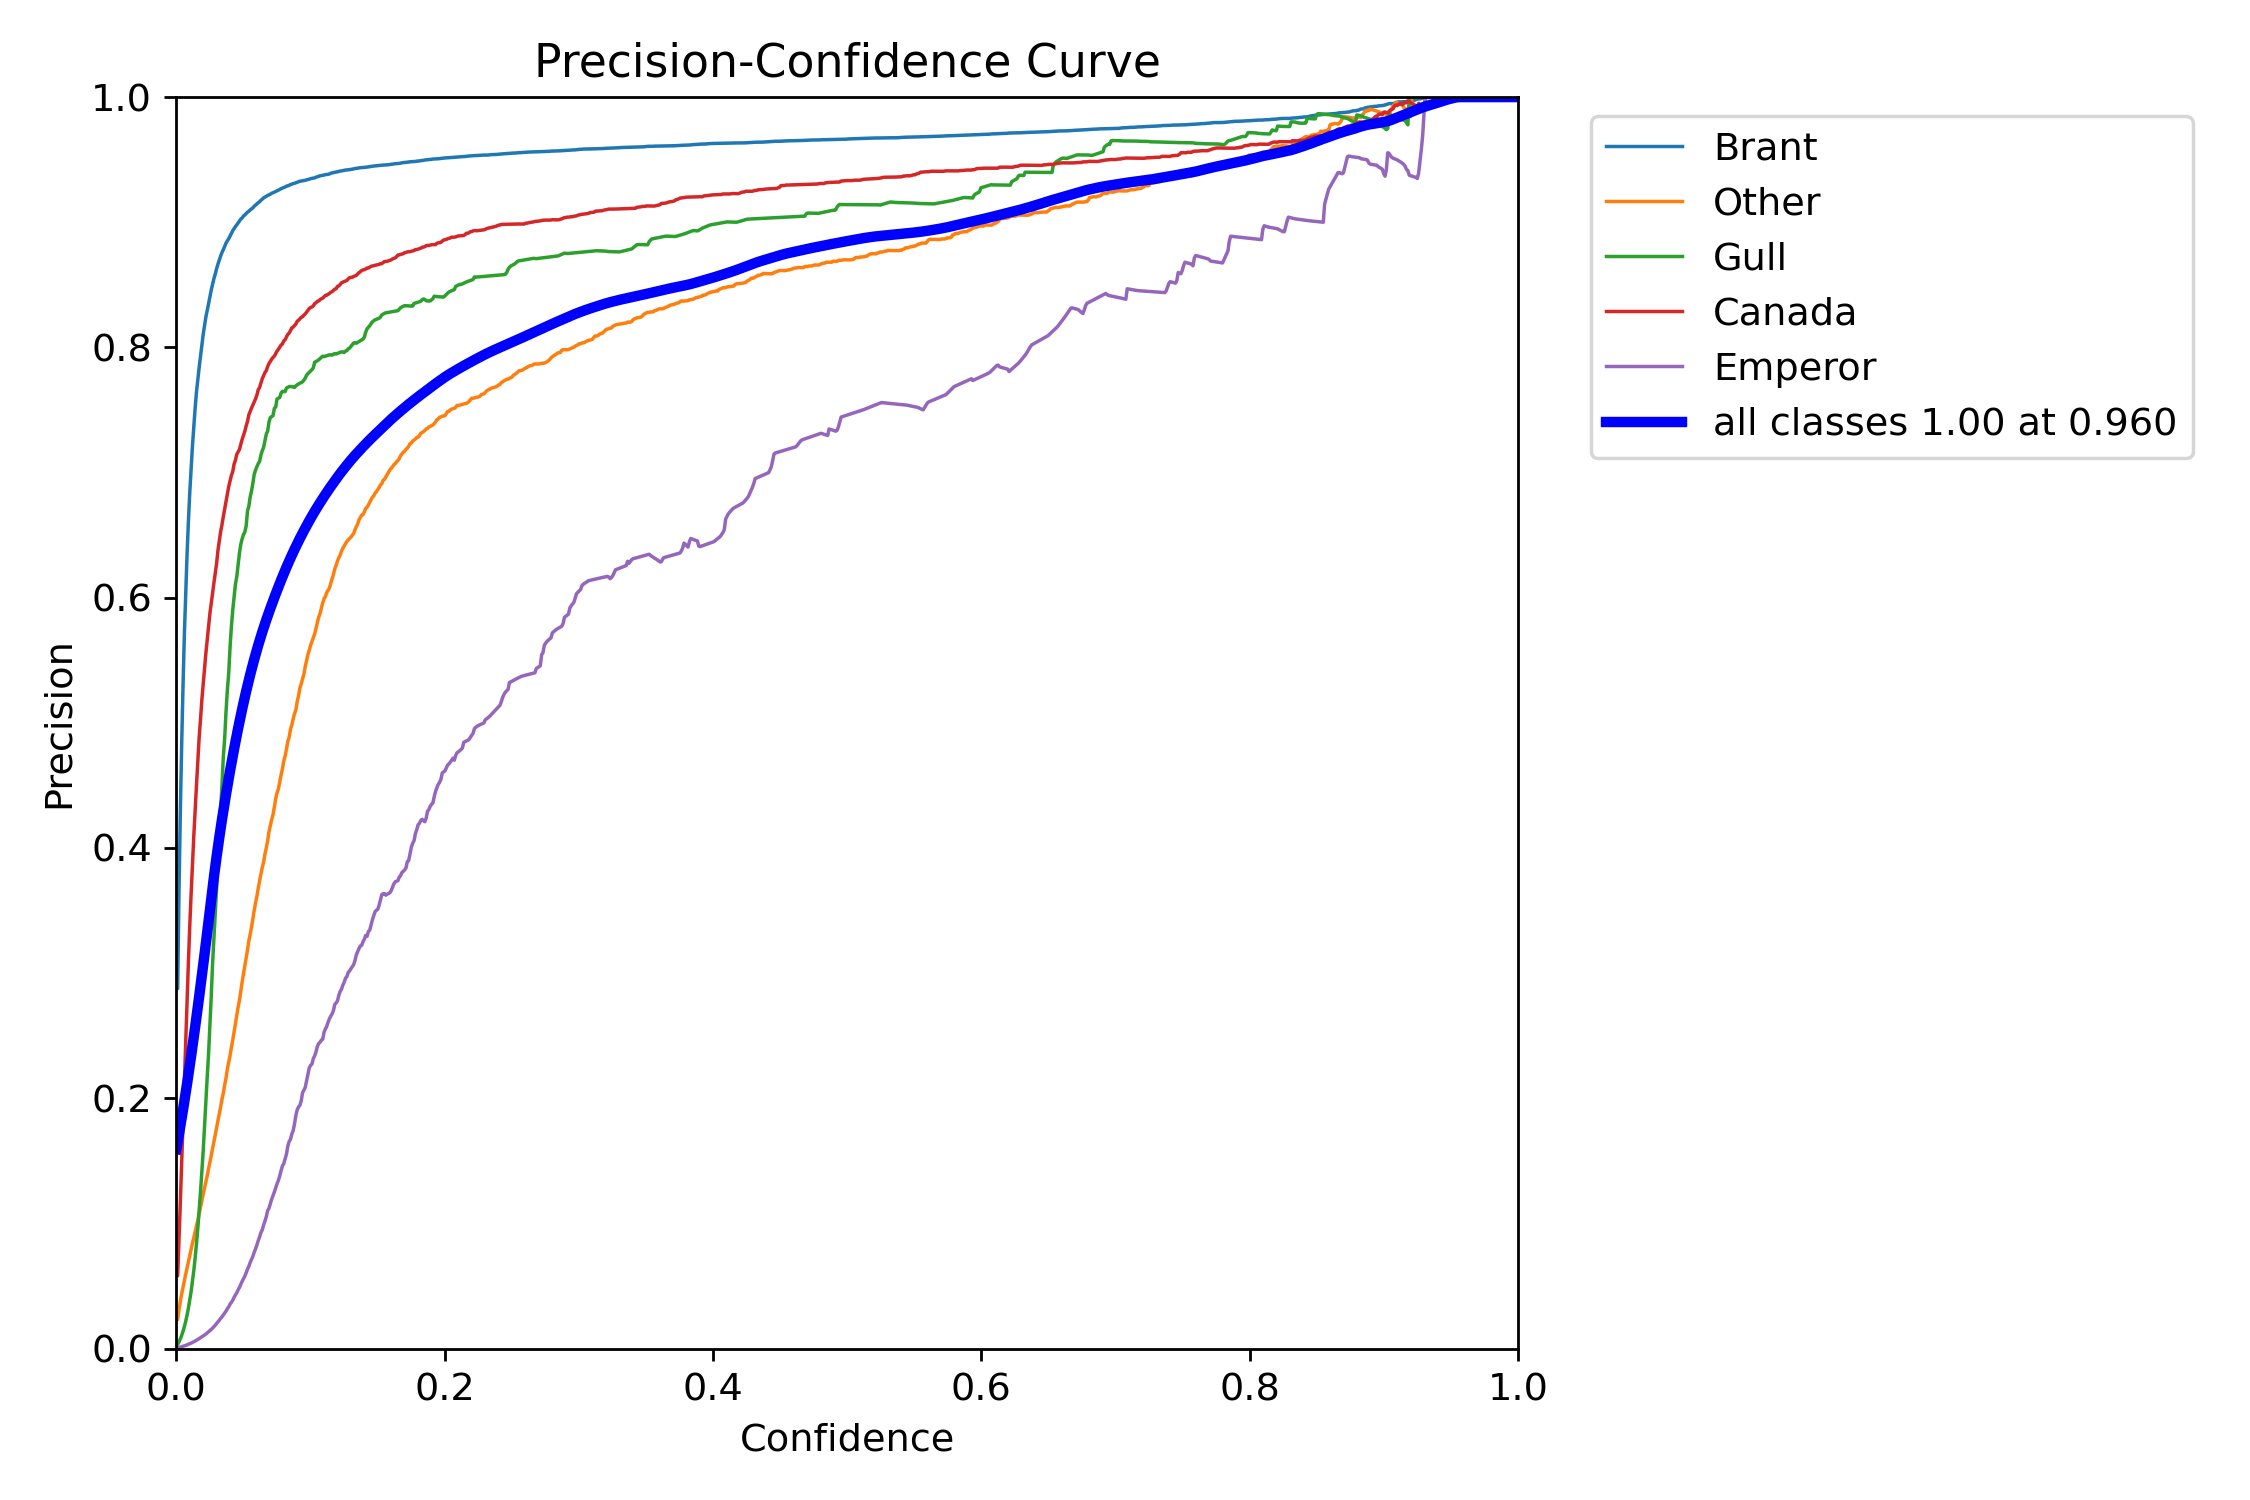 Precision-Confidence Curve
1.0
0.8
0.6
0.4
0.2
0.0
Precision
0.0 0.2 0.4 0.6 0.8 1.0
Confidence
Brant
Other
Gull
Canada
Emperor
all classes 1.00 at 0.960